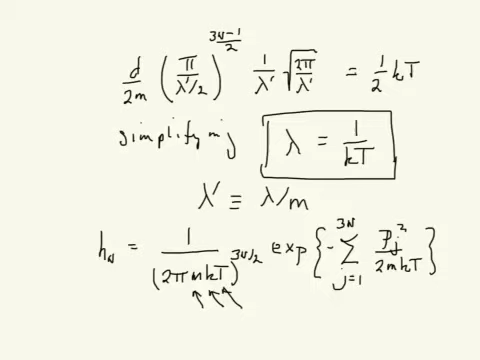 d/2m (π/λ'/2)^(3N-1)/2 1/λ' √(2π/λ') = 1/2 kT
simplifying λ = 1/kT
λ' ≡ λ/m
h_N = 1/(2πmkT)^3N/2 exp{-∑_{j=1}^{3N} p_j^2/2mkT}